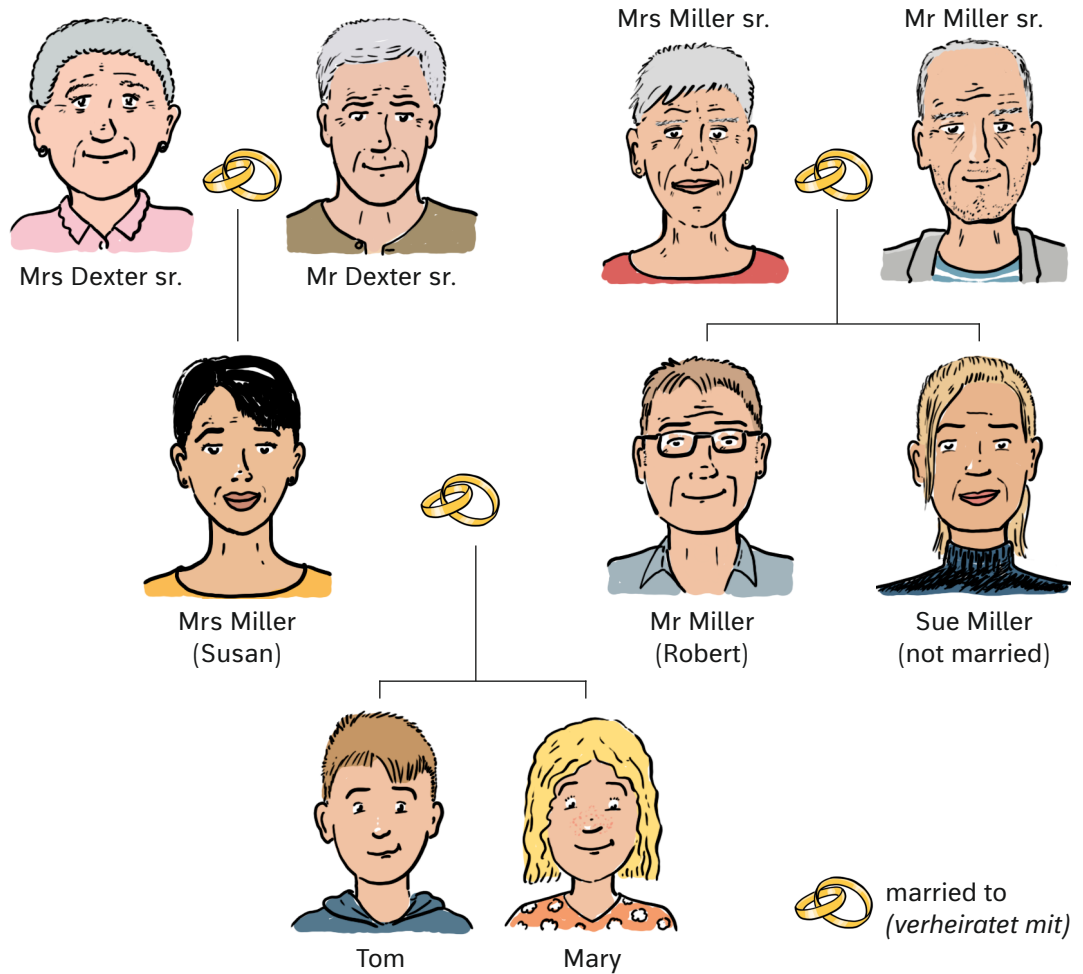 Mrs Miller sr.
Mr Miller sr.
Mrs Dexter sr.
Mr Dexter sr.
Mrs Miller
(Susan)
Mr Miller
(Robert)
Sue Miller
(not married)
Tom
Mary
married to
(verheiratet mit)